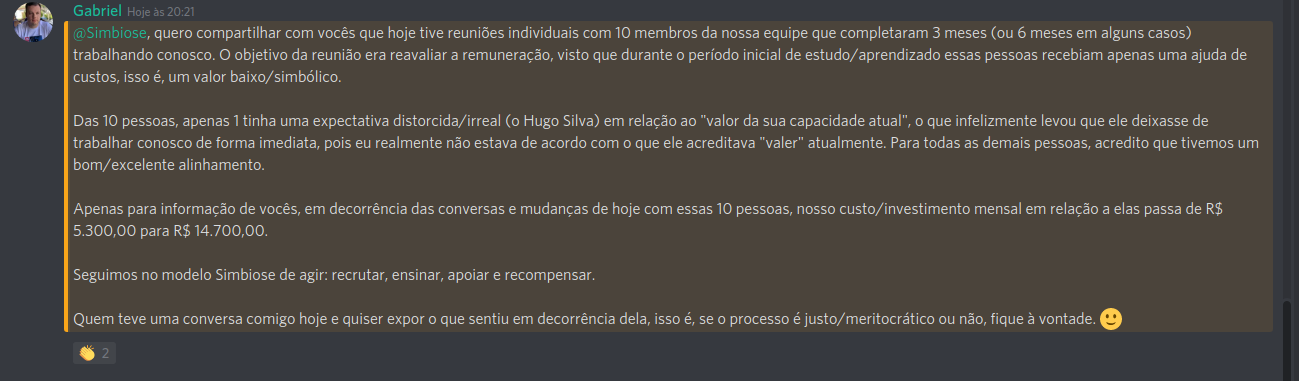 Gabriel Hoje às 20:21
@Simbiose, quero compartilhar com vocês que hoje tive reuniões individuais com 10 membros da nossa equipe que completaram 3 meses (ou 6 meses em alguns casos)
trabalhando conosco. O objetivo da reunião era reavaliar a remuneração, visto que durante o período inicial de estudo/aprendizado essas pessoas recebiam apenas uma ajuda de
custos, isso é, um valor baixo/simbólico.
Das 10 pessoas, apenas 1 tinha uma expectativa distorcida/irreal (o Hugo Silva) em relação ao "valor da sua capacidade atual", o que infelizmente levou que ele deixasse de
trabalhar conosco de forma imediata, pois eu realmente não estava de acordo com o que ele acreditava "valer" atualmente. Para todas as demais pessoas, acredito que tivemos um
bom/excelente alinhamento.
Apenas para informação de vocês, em decorrência das conversas e mudanças de hoje com essas 10 pessoas, nosso custo/investimento mensal em relação a elas passa de R$
5.300,00 para R$ 14.700,00.
Seguimos no modelo Simbiose de agir: recrutar, ensinar, apoiar e recompensar.
Quem teve uma conversa comigo hoje e quiser expor o que sentiu em decorrência dela, isso é, se o processo é justo/meritocrático ou não, fique à vontade. 🙂
👏 2